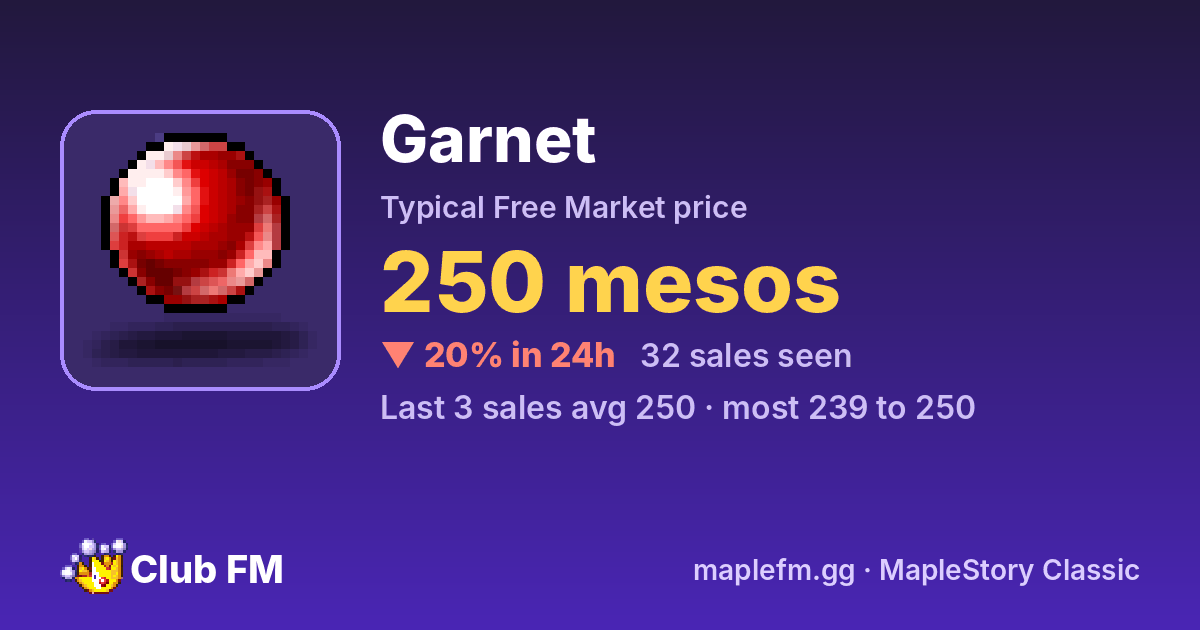 Garnet
Typical Free Market price
250 mesos
▼ 20% in 24h 32 sales seen
Last 3 sales avg 250 · most 239 to 250
Club FM
maplefm.gg · MapleStory Classic